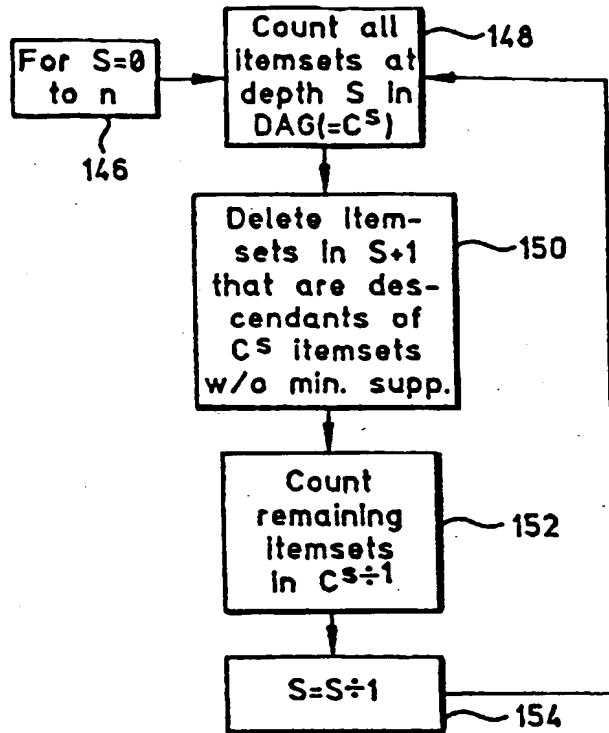 For S=0
to n
146
Count all
itemsets at
depth S in
DAG(=C^S)
148
Delete item-
sets in S+1
that are des-
cendants of
C^S itemsets
w/o min. supp.
150
Count
remaining
itemsets
in C^s÷1
152
S=S÷1
154